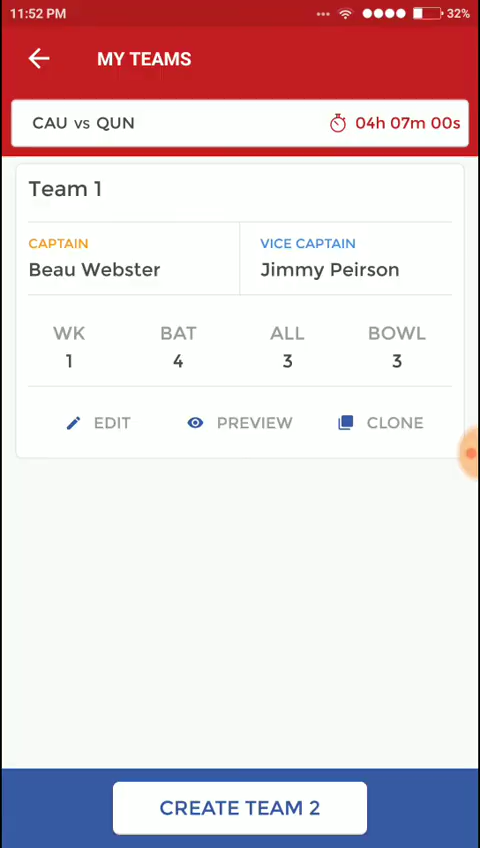 11:52 PM 32%
MY TEAMS
CAU vs QUN 04h 07m 00s
Team 1
CAPTAIN VICE CAPTAIN
Beau Webster Jimmy Peirson
WK BAT ALL BOWL
1 4 3 3
EDIT PREVIEW CLONE
CREATE TEAM 2